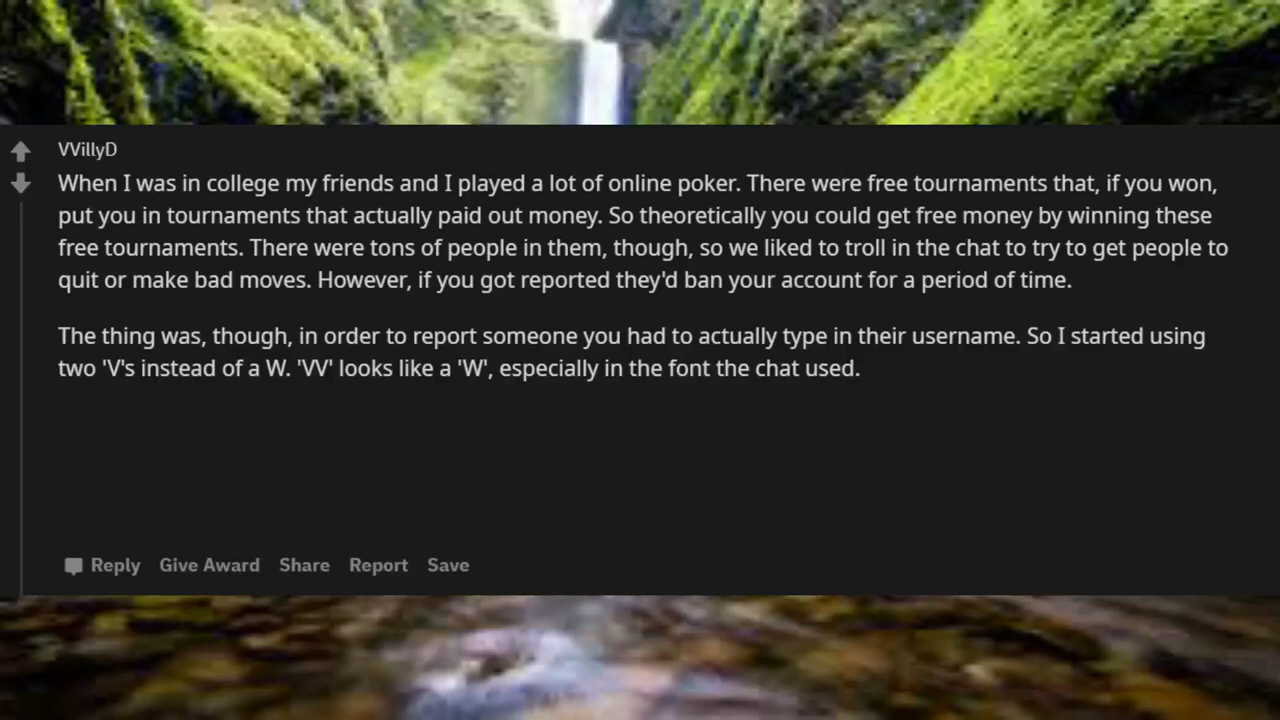 VVillyD
When I was in college my friends and I played a lot of online poker. There were free tournaments that, if you won,
put you in tournaments that actually paid out money. So theoretically you could get free money by winning these
free tournaments. There were tons of people in them, though, so we liked to troll in the chat to try to get people to
quit or make bad moves. However, if you got reported they'd ban your account for a period of time.
The thing was, though, in order to report someone you had to actually type in their username. So I started using
two 'V's instead of a W. 'VV' looks like a 'W', especially in the font the chat used.
Reply Give Award Share Report Save